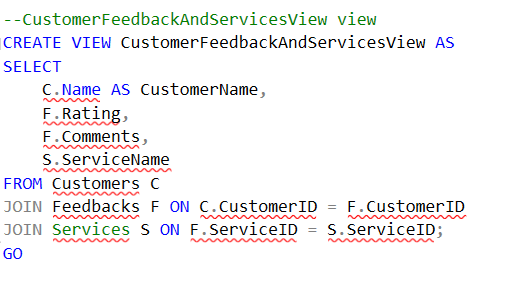 --CustomerFeedbackAndServicesView view
CREATE VIEW CustomerFeedbackAndServicesView AS
SELECT
    C.Name AS CustomerName,
    F.Rating,
    F.Comments,
    S.ServiceName
FROM Customers C
JOIN Feedbacks F ON C.CustomerID = F.CustomerID
JOIN Services S ON F.ServiceID = S.ServiceID;
GO